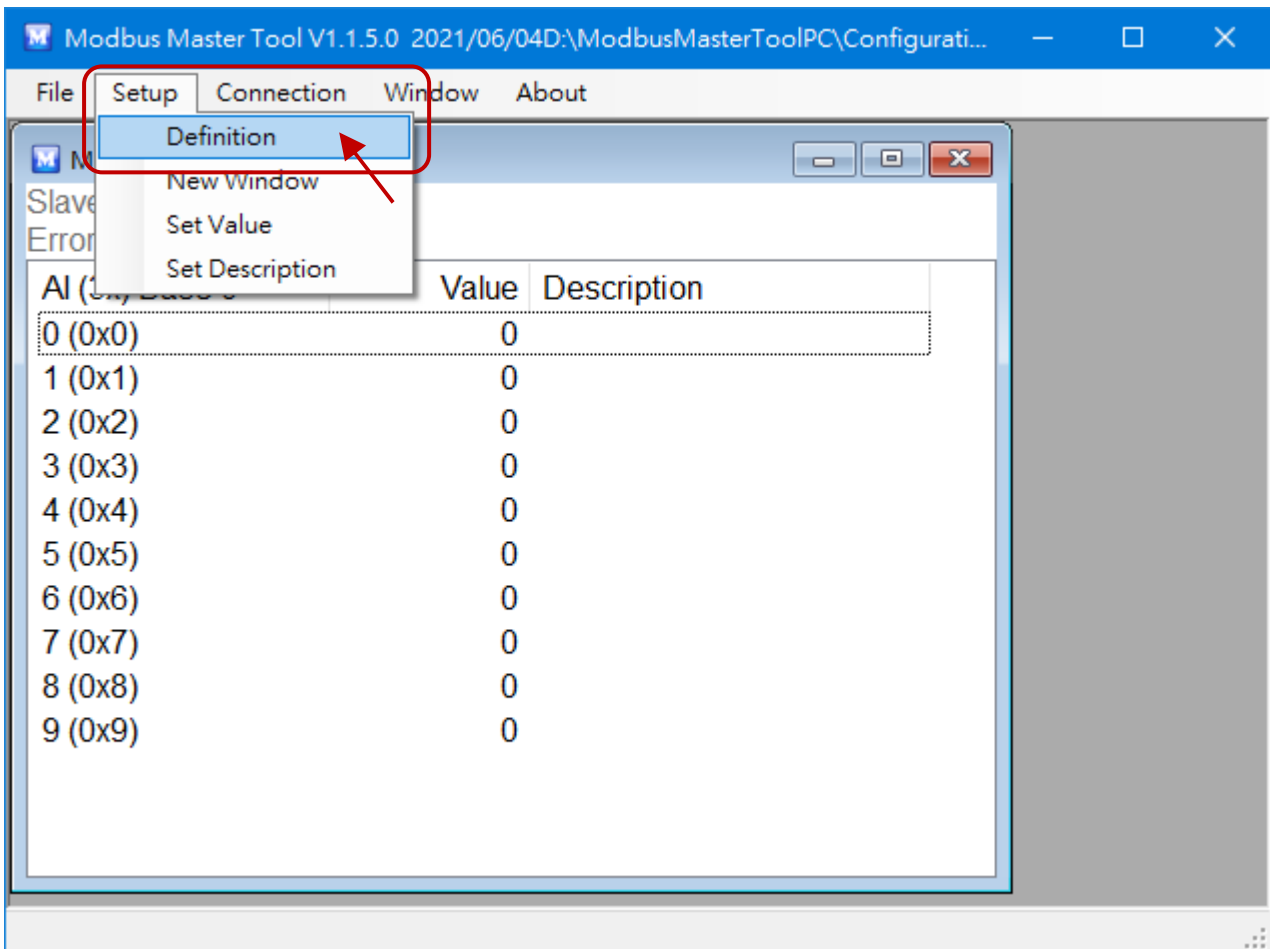 Modbus Master Tool V1.1.5.0 2021/06/04D:\ModbusMasterToolPC\Configurati...
File Setup Connection Window About
Definition
New Window
Set Value
Set Description
Slave
Error
Value Description
0 (0x0) 0
1 (0x1) 0
2 (0x2) 0
3 (0x3) 0
4 (0x4) 0
5 (0x5) 0
6 (0x6) 0
7 (0x7) 0
8 (0x8) 0
9 (0x9) 0